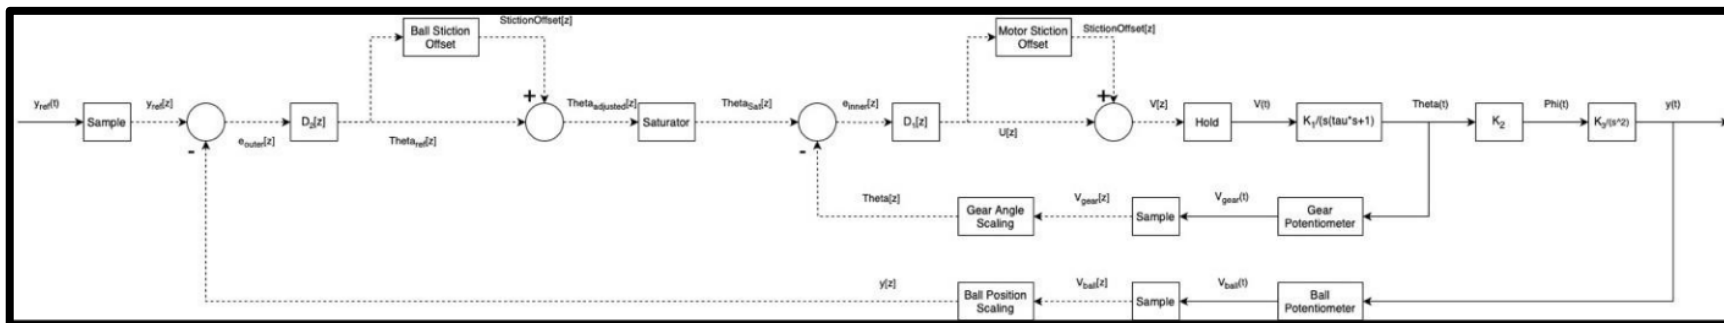 StictionOffset[z]
Ball Stiction
Offset
Motor Stiction
Offset
StictionOffset[z]
y_ref(t)
y_ref[z]
+
Theta_adjusted[z]
Theta_Sat[z]
e_inner[z]
+
V[z]
V(t)
Theta(t)
Phi(t)
y(t)
Sample
D_2[z]
Saturator
D_1[z]
Hold
K_1/(s(tau*s+1)
K_2
K_3/(s^2)
-
e_outer[z]
Theta_ref[z]
-
U[z]
Theta[z]
Gear Angle
Scaling
V_gear[z]
Sample
V_gear(t)
Gear
Potentiometer
y[z]
Ball Position
Scaling
V_ball[z]
Sample
V_ball(t)
Ball
Potentiometer